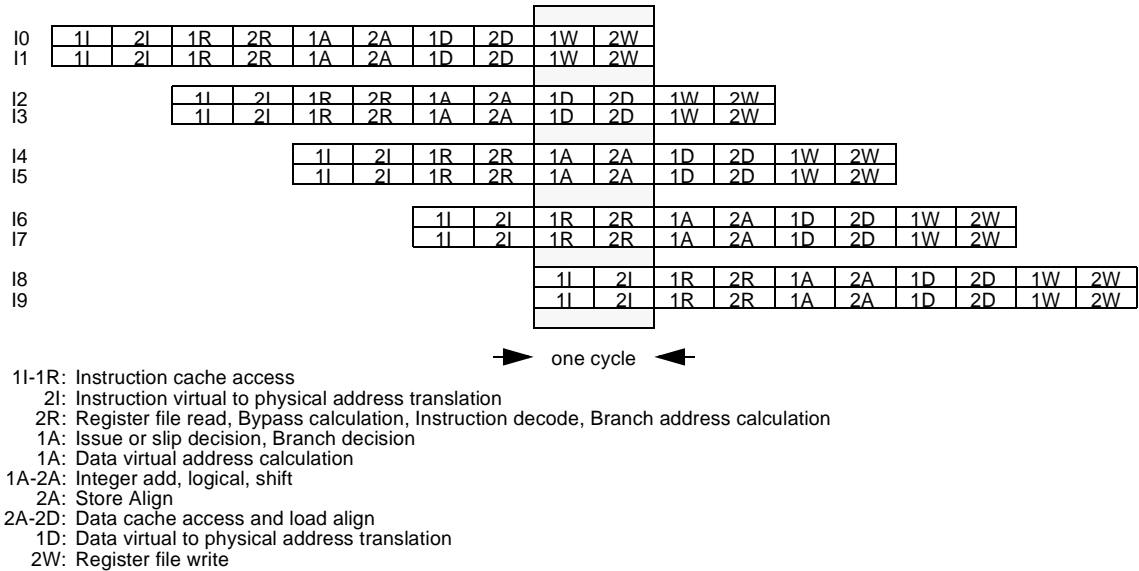 I0 1I 2I 1R 2R 1A 2A 1D 2D 1W 2W
I1 1I 2I 1R 2R 1A 2A 1D 2D 1W 2W
I2 1I 2I 1R 2R 1A 2A 1D 2D 1W 2W
I3 1I 2I 1R 2R 1A 2A 1D 2D 1W 2W
I4 1I 2I 1R 2R 1A 2A 1D 2D 1W 2W
I5 1I 2I 1R 2R 1A 2A 1D 2D 1W 2W
I6 1I 2I 1R 2R 1A 2A 1D 2D 1W 2W
I7 1I 2I 1R 2R 1A 2A 1D 2D 1W 2W
I8 1I 2I 1R 2R 1A 2A 1D 2D 1W 2W
I9 1I 2I 1R 2R 1A 2A 1D 2D 1W 2W
one cycle
1I-1R: Instruction cache access
2I: Instruction virtual to physical address translation
2R: Register file read, Bypass calculation, Instruction decode, Branch address calculation
1A: Issue or slip decision, Branch decision
1A: Data virtual address calculation
1A-2A: Integer add, logical, shift
2A: Store Align
2A-2D: Data cache access and load align
1D: Data virtual to physical address translation
2W: Register file write